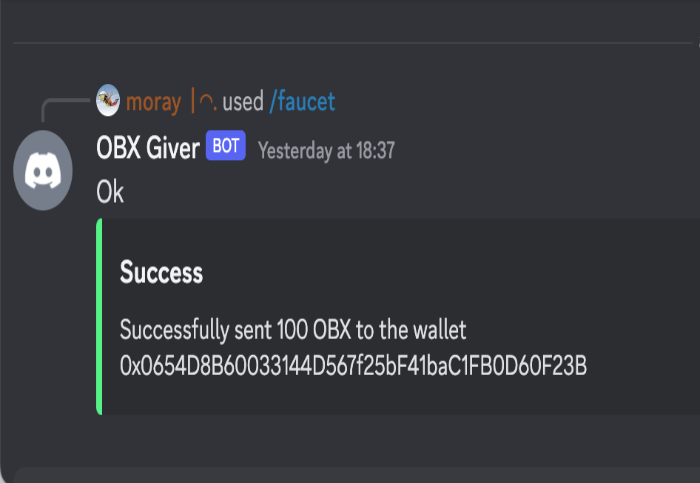 moray | ◠. used /faucet
OBX Giver BOT Yesterday at 18:37
Ok
Success
Successfully sent 100 OBX to the wallet
0x0654D8B60033144D567f25bF41baC1FB0D60F23B